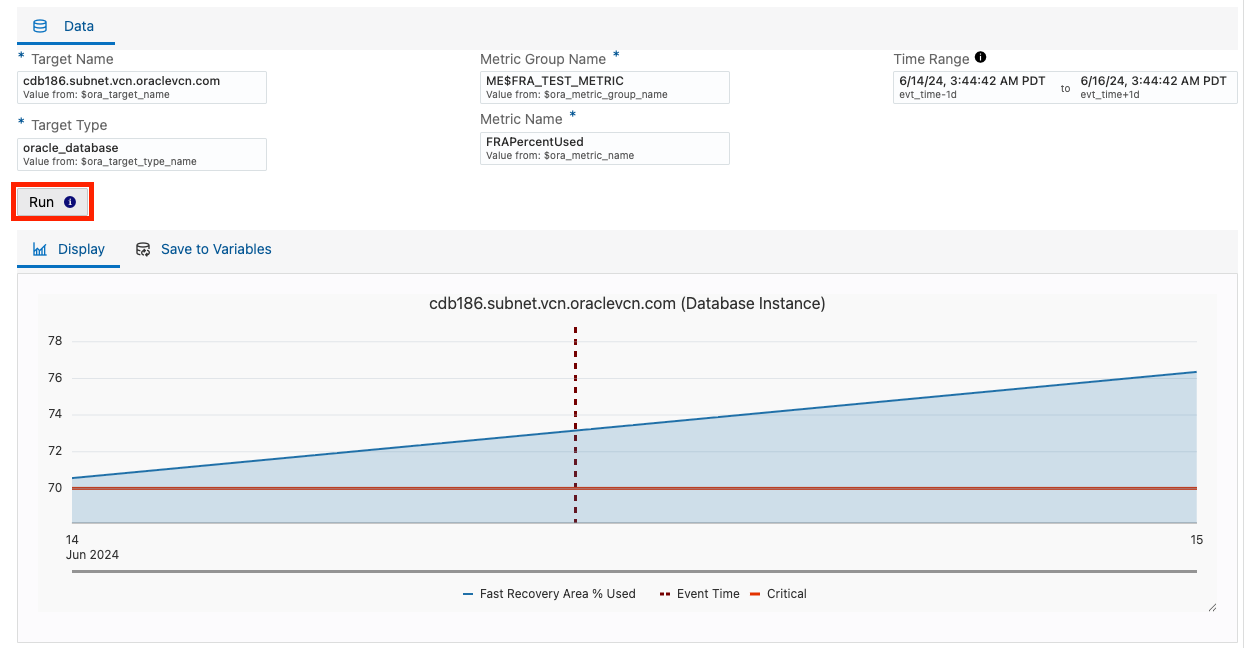 Data
* Target Name
cdb186.subnet.vcn.oraclevcn.com
Value from: $ora_target_name
* Target Type
oracle_database
Value from: $ora_target_type_name
Metric Group Name *
ME$FRA_TEST_METRIC
Value from: $ora_metric_group_name
Metric Name *
FRAPercentUsed
Value from: $ora_metric_name
Time Range
6/14/24, 3:44:42 AM PDT to 6/16/24, 3:44:42 AM PDT
evt_time-1d evt_time+1d
Run
Display Save to Variables
cdb186.subnet.vcn.oraclevcn.com (Database Instance)
78
76
74
72
70
14 15
Jun 2024
Fast Recovery Area % Used Event Time Critical